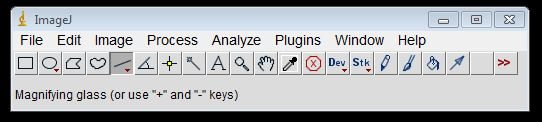 ImageJ
File Edit Image Process Analyze Plugins Window Help
A Dev Stk >>
Magnifying glass (or use "+" and "-" keys)